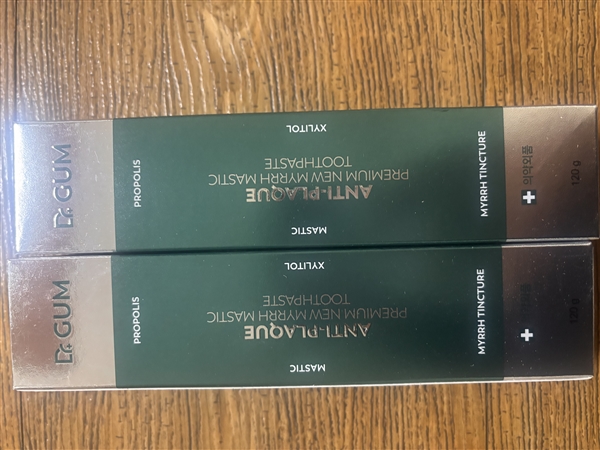 Dr.GUM
PROPOLIS
XYLITOL
ANTI-PLAQUE
PREMIUM NEW MYRRH MASTIC
TOOTHPASTE
MASTIC
MYRRH TINCTURE
의약외품
120 g
Dr.GUM
PROPOLIS
XYLITOL
ANTI-PLAQUE
PREMIUM NEW MYRRH MASTIC
TOOTHPASTE
MASTIC
MYRRH TINCTURE
120 g